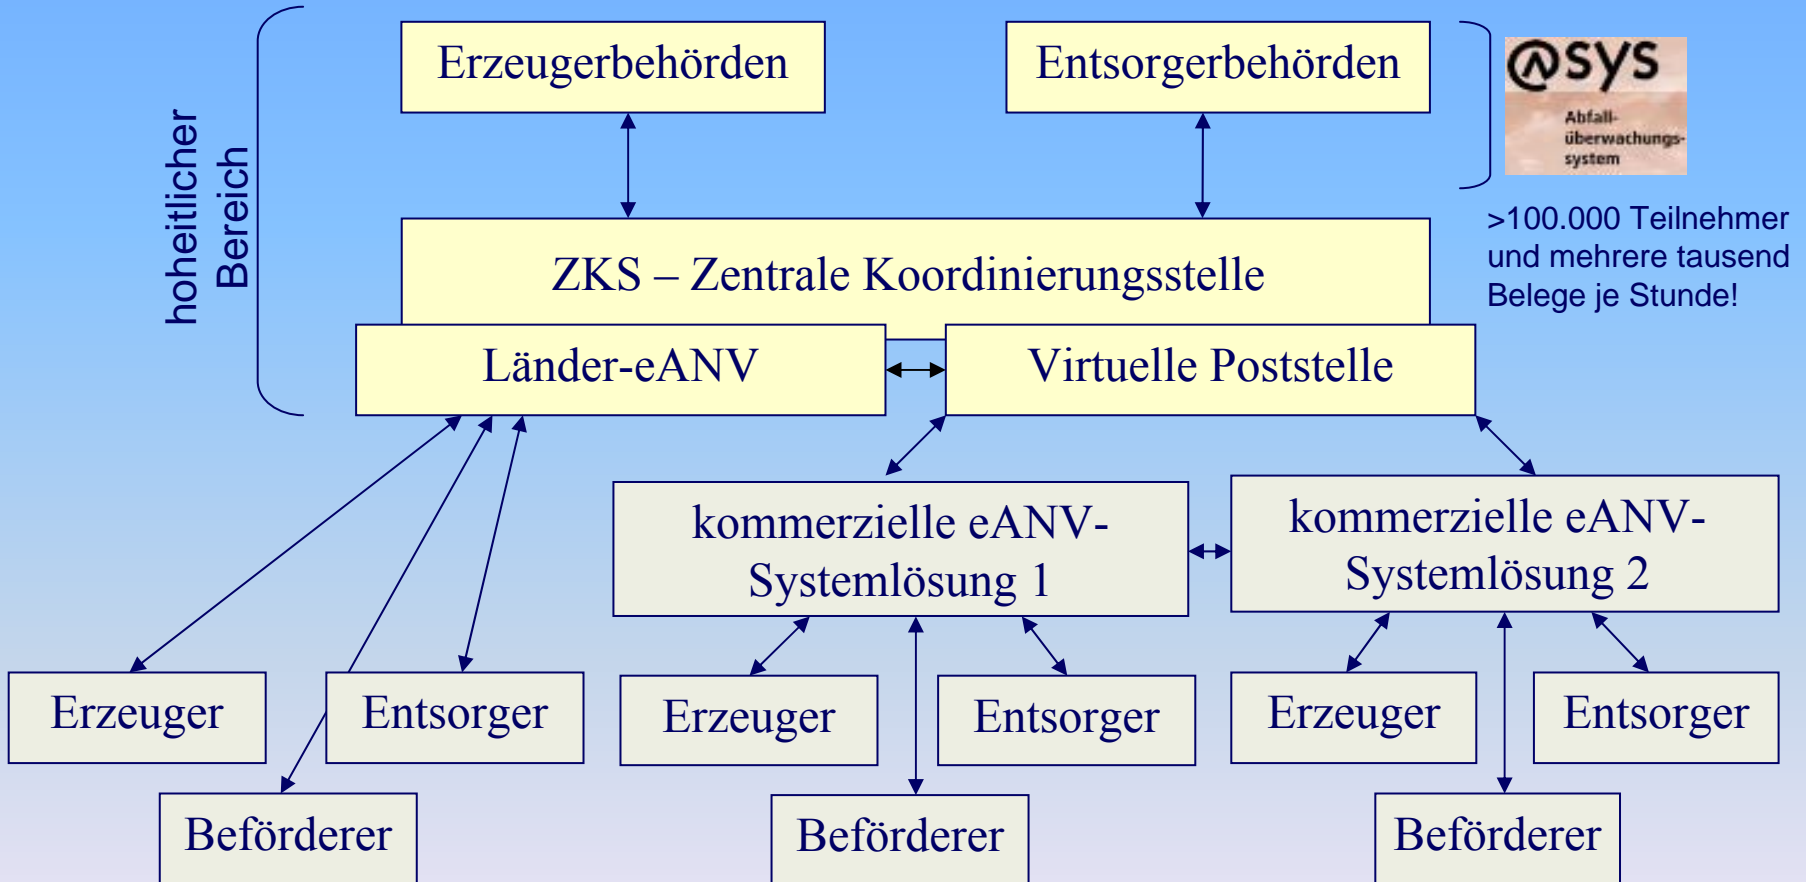 hoheitlicher
Bereich
Erzeugerbehörden
Entsorgerbehörden
@sys
Abfall-
überwachungs-
system
>100.000 Teilnehmer
und mehrere tausend
Belege je Stunde!
ZKS – Zentrale Koordinierungsstelle
Länder-eANV
Virtuelle Poststelle
kommerzielle eANV-
Systemlösung 1
kommerzielle eANV-
Systemlösung 2
Erzeuger
Entsorger
Erzeuger
Entsorger
Erzeuger
Entsorger
Beförderer
Beförderer
Beförderer